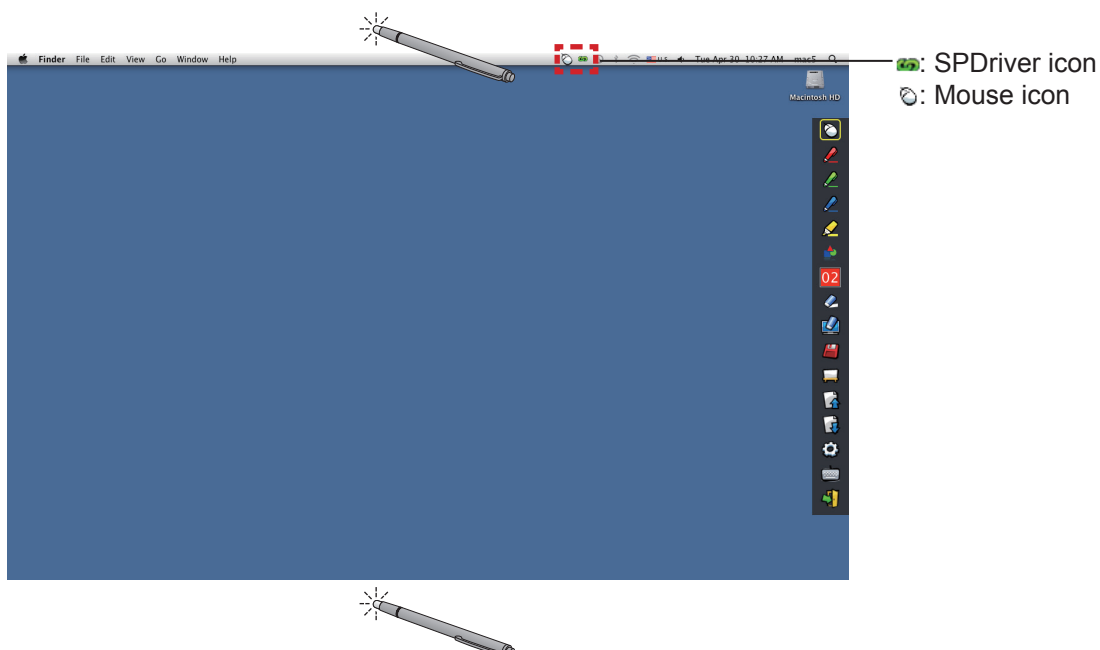 Finder File Edit View Go Window Help U.S. Tue Apr 30 10:27 AM mac5
: SPDriver icon
: Mouse icon
Macintosh HD
02